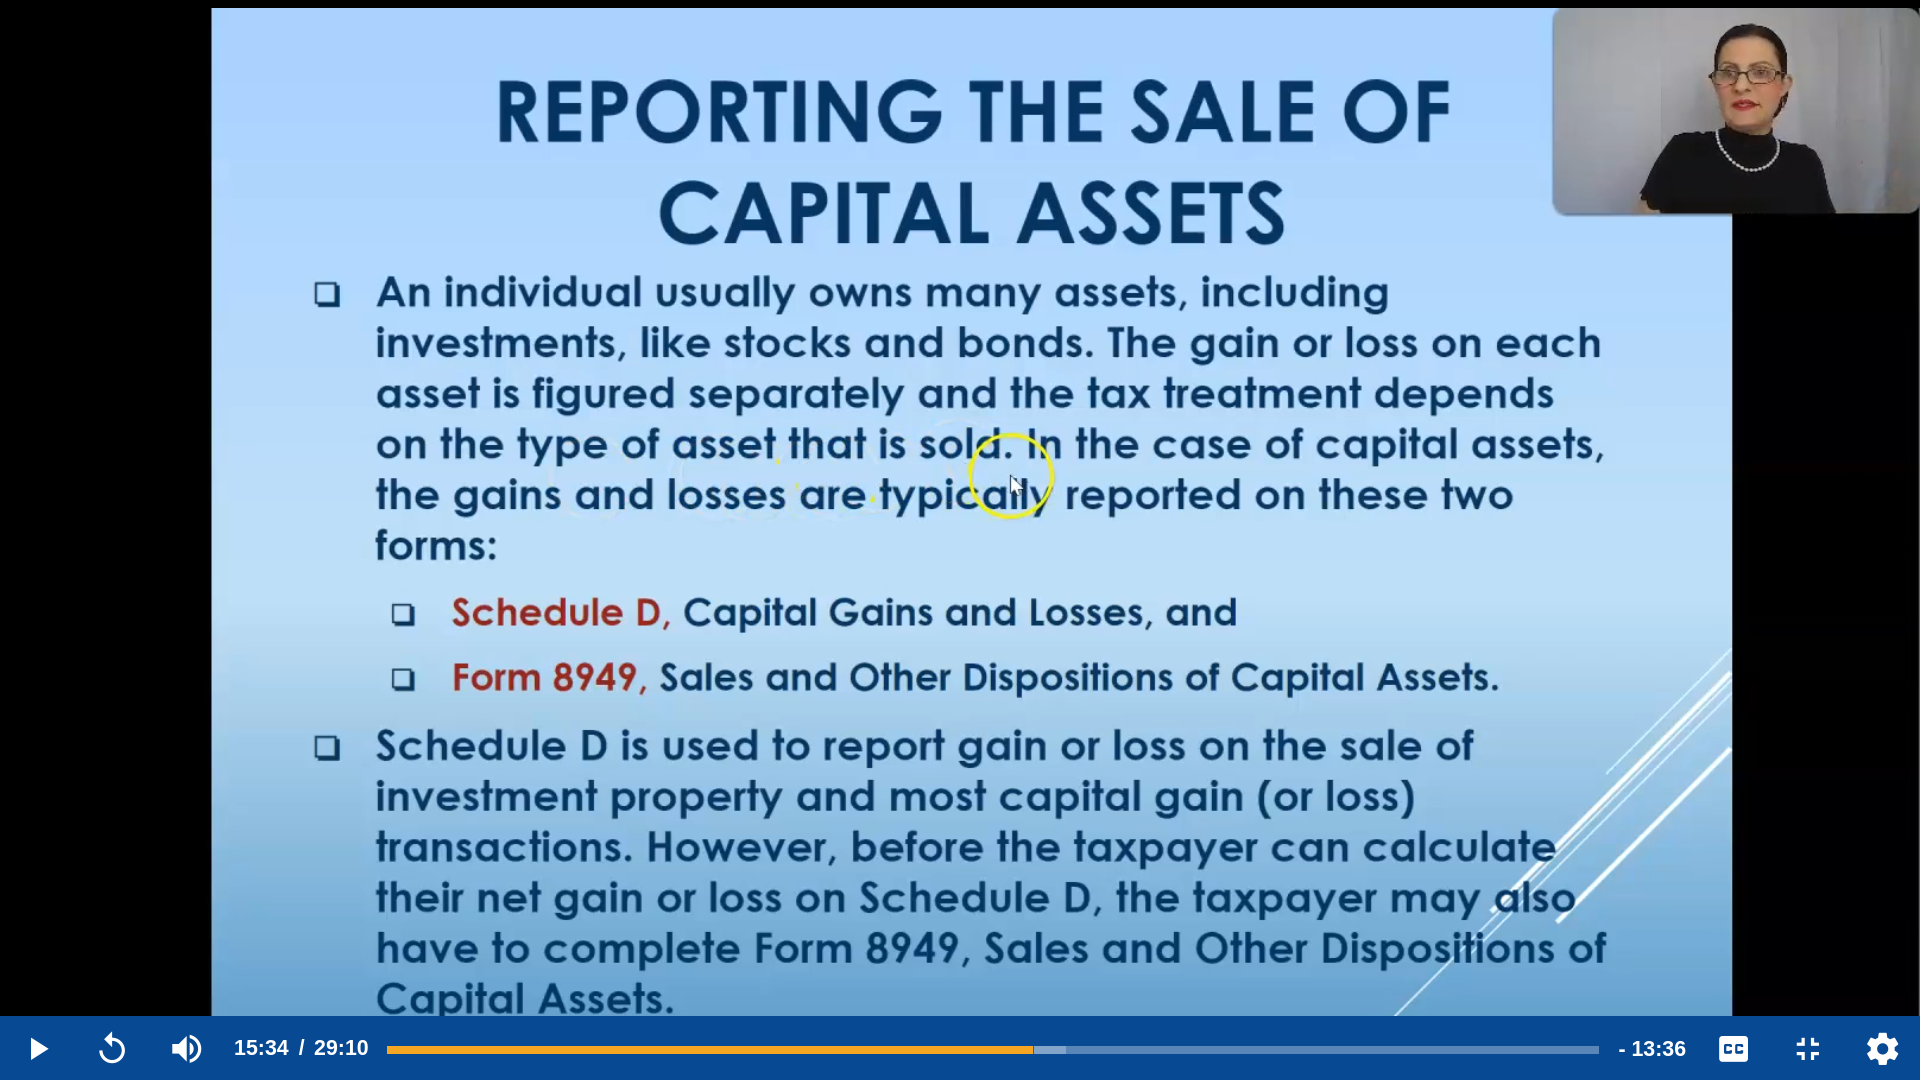 REPORTING THE SALE OF
CAPITAL ASSETS
❑ An individual usually owns many assets, including
investments, like stocks and bonds. The gain or loss on each
asset is figured separately and the tax treatment depends
on the type of asset that is sold. In the case of capital assets,
the gains and losses are typically reported on these two
forms:
❑ Schedule D, Capital Gains and Losses, and
❑ Form 8949, Sales and Other Dispositions of Capital Assets.
❑ Schedule D is used to report gain or loss on the sale of
investment property and most capital gain (or loss)
transactions. However, before the taxpayer can calculate
their net gain or loss on Schedule D, the taxpayer may also
have to complete Form 8949, Sales and Other Dispositions of
Capital Assets.
15:34 / 29:10 - 13:36 CC